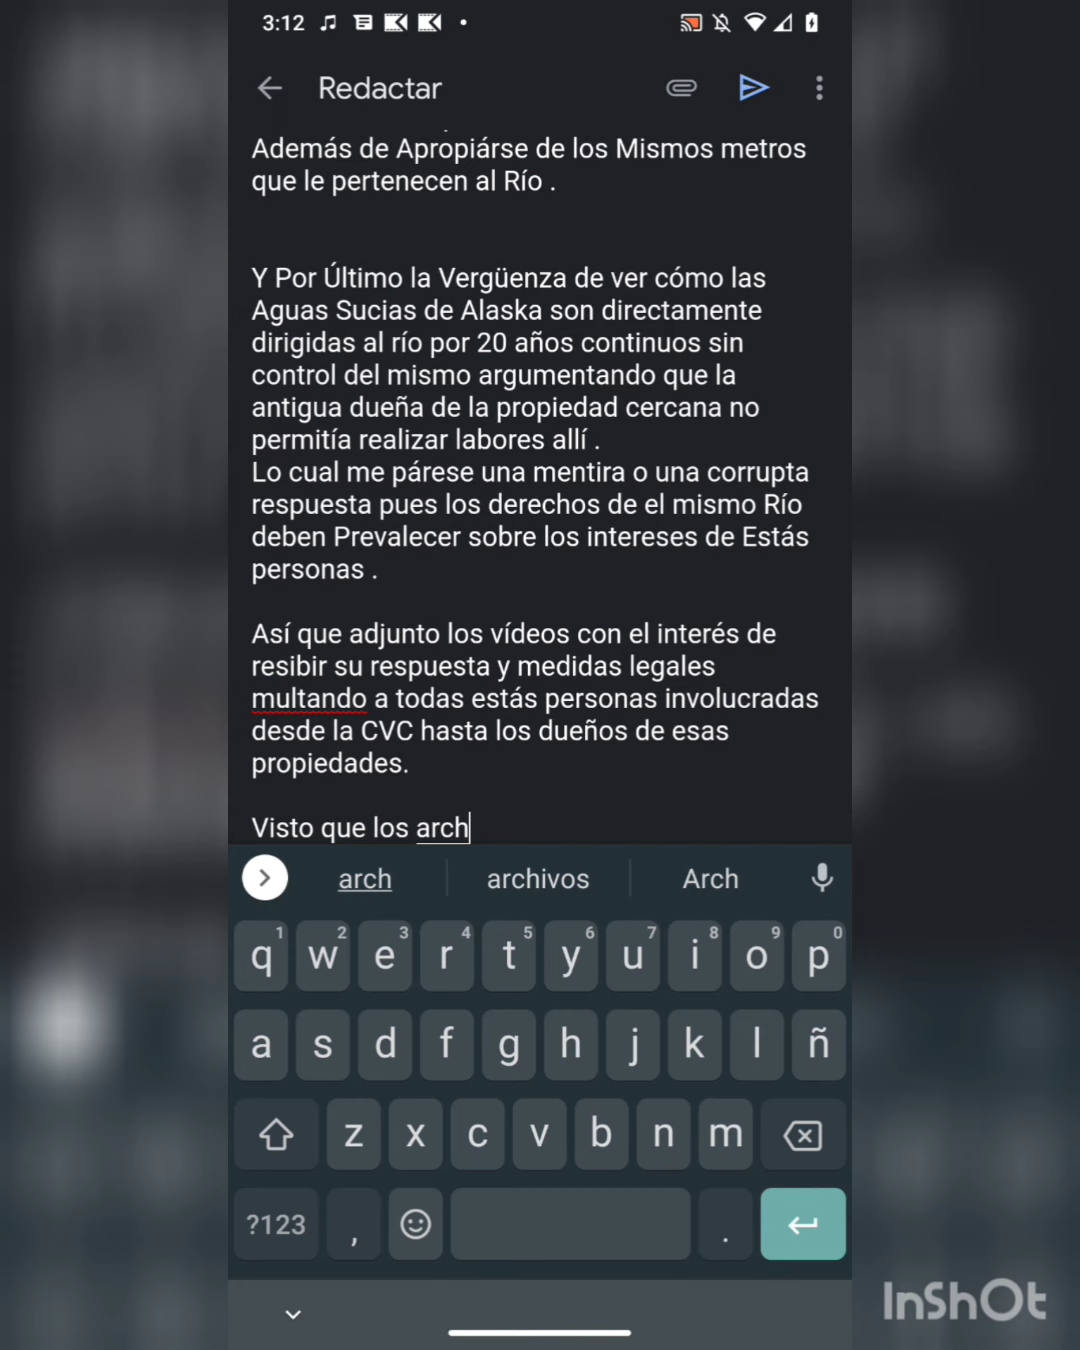 3:12
Redactar
Además de Apropiárse de los Mismos metros
que le pertenecen al Río .
Y Por Último la Vergüenza de ver cómo las
Aguas Sucias de Alaska son directamente
dirigidas al río por 20 años continuos sin
control del mismo argumentando que la
antigua dueña de la propiedad cercana no
permitía realizar labores allí .
Lo cual me párese una mentira o una corrupta
respuesta pues los derechos de el mismo Río
deben Prevalecer sobre los intereses de Estás
personas .
Así que adjunto los vídeos con el interés de
resibir su respuesta y medidas legales
multando a todas estás personas involucradas
desde la CVC hasta los dueños de esas
propiedades.
Visto que los arch
arch archivos Arch
1 2 3 4 5 6 7 8 9 0
q w e r t y u i o p
a s d f g h j k l ñ
z x c v b n m
?123 , .
InShOt